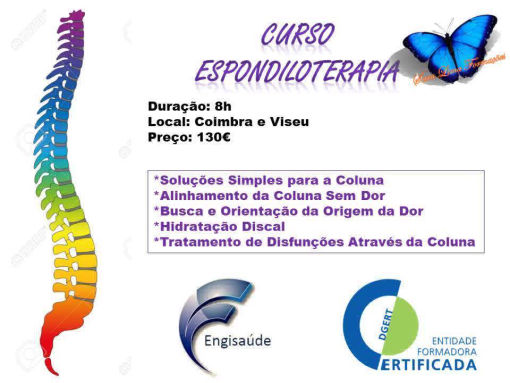 CURSO
ESPONDILOTERAPIA
Duração: 8h
Local: Coimbra e Viseu
Preço: 130€
*Soluções Simples para a Coluna
*Alinhamento da Coluna Sem Dor
*Busca e Orientação da Origem da Dor
*Hidratação Discal
*Tratamento de Disfunções Através da Coluna
Engisaúde
DGERT
ENTIDADE
FORMADORA
CERTIFICADA